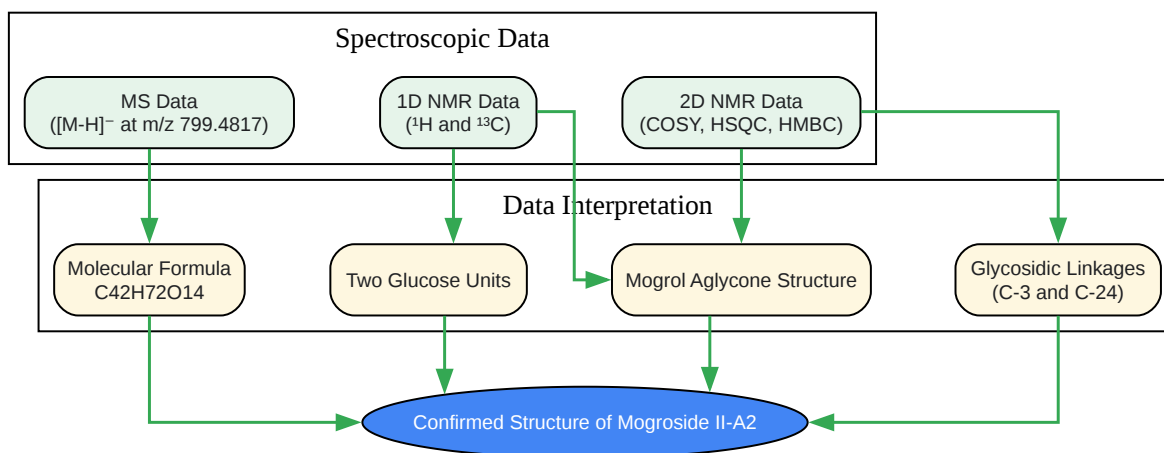 Spectroscopic Data
MS Data
([M-H]⁻ at m/z 799.4817)
1D NMR Data
(¹H and ¹³C)
2D NMR Data
(COSY, HSQC, HMBC)
Data Interpretation
Molecular Formula
C42H72O14
Two Glucose Units
Mogrol Aglycone Structure
Glycosidic Linkages
(C-3 and C-24)
Confirmed Structure of Mogroside II-A2